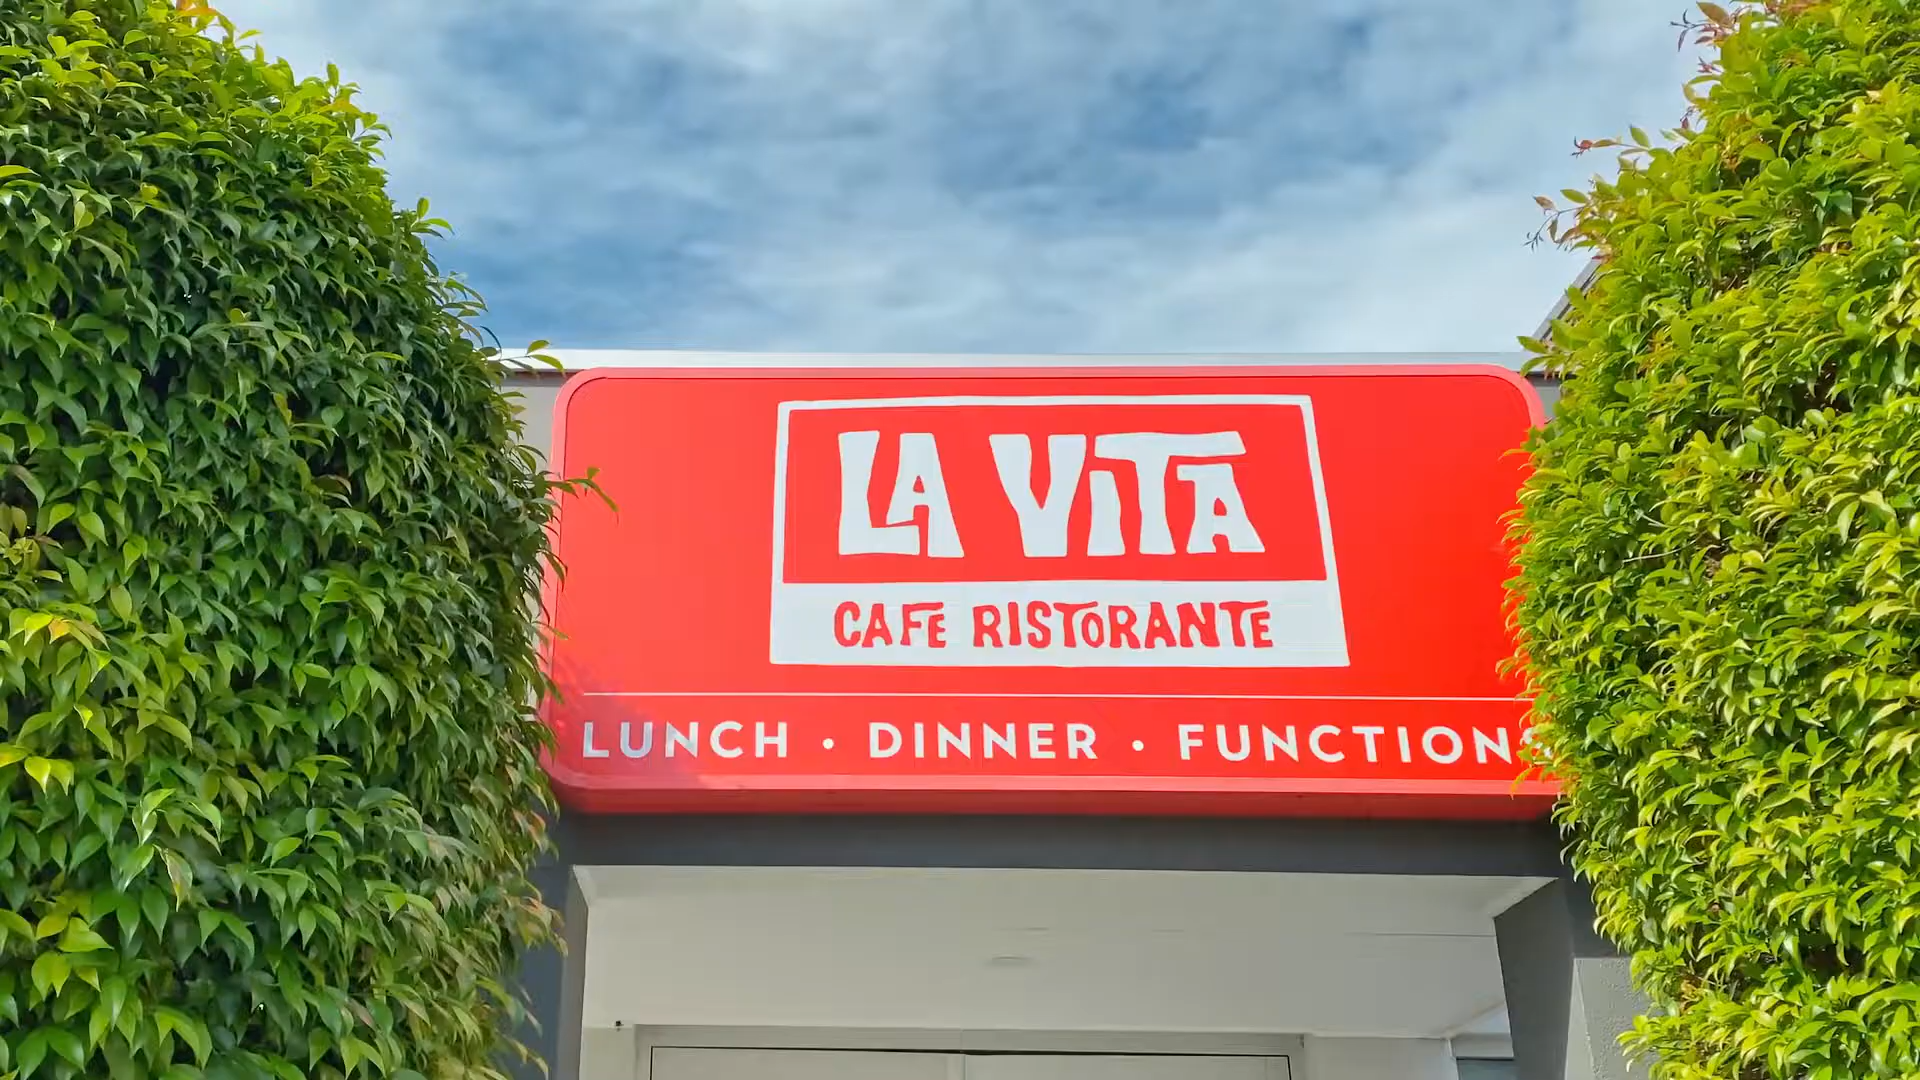 LA VITA
CAFE RISTORANTE
LUNCH • DINNER • FUNCTIONS